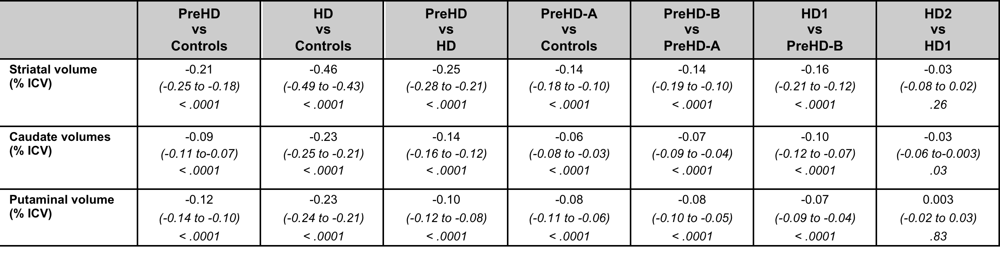 PreHD
vs
Controls
HD
vs
Controls
PreHD
vs
HD
PreHD-A
vs
Controls
PreHD-B
vs
PreHD-A
HD1
vs
PreHD-B
HD2
vs
HD1
Striatal volume
(% ICV)
-0.21
(-0.25 to -0.18)
< .0001
-0.46
(-0.49 to -0.43)
< .0001
-0.25
(-0.28 to -0.21)
< .0001
-0.14
(-0.18 to -0.10)
< .0001
-0.14
(-0.19 to -0.10)
< .0001
-0.16
(-0.21 to -0.12)
< .0001
-0.03
(-0.08 to 0.02)
.26
Caudate volumes
(% ICV)
-0.09
(-0.11 to-0.07)
< .0001
-0.23
(-0.25 to -0.21)
< .0001
-0.14
(-0.16 to -0.12)
< .0001
-0.06
(-0.08 to -0.03)
< .0001
-0.07
(-0.09 to -0.04)
< .0001
-0.10
(-0.12 to -0.07)
< .0001
-0.03
(-0.06 to-0.003)
.03
Putaminal volume
(% ICV)
-0.12
(-0.14 to -0.10)
< .0001
-0.23
(-0.24 to -0.21)
< .0001
-0.10
(-0.12 to -0.08)
< .0001
-0.08
(-0.11 to -0.06)
< .0001
-0.08
(-0.10 to -0.05)
< .0001
-0.07
(-0.09 to -0.04)
< .0001
0.003
(-0.02 to 0.03)
.83